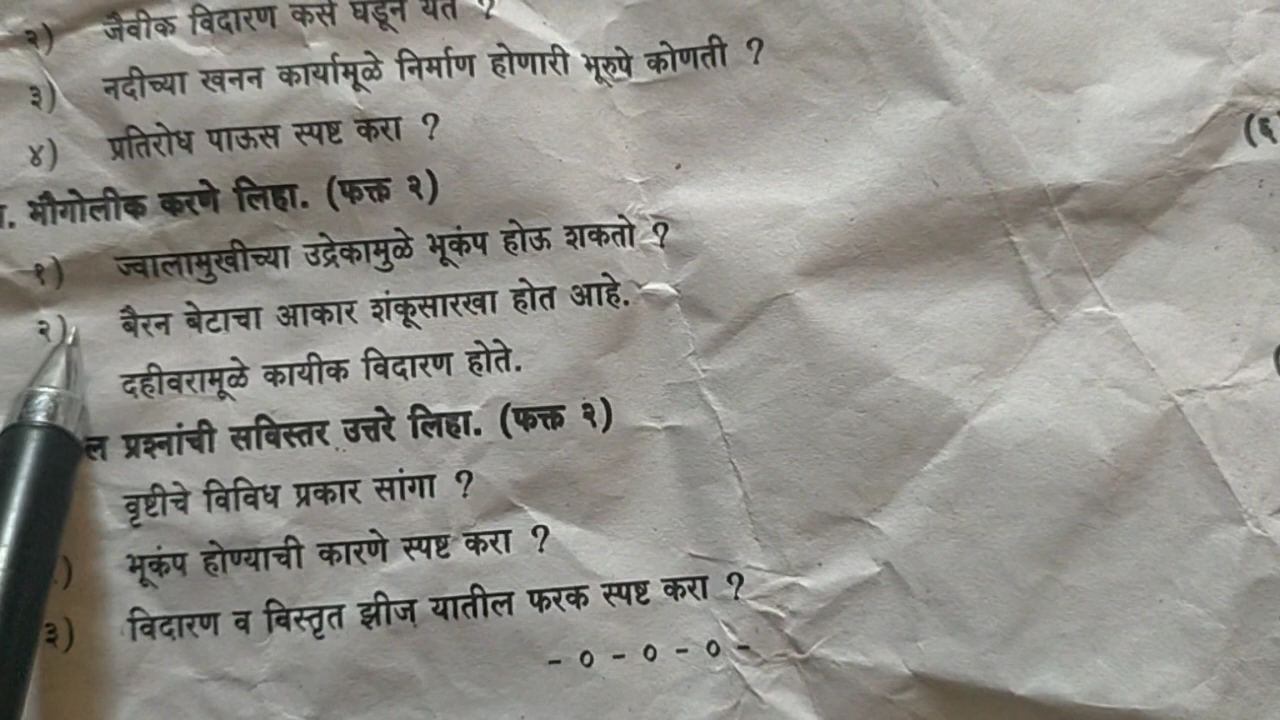 २) जैवीक विदारण कसे घडून येते ?
३) नदीच्या खनन कार्यामूळे निर्माण होणारी भूरुपे कोणती ?
४) प्रतिरोध पाऊस स्पष्ट करा ?
. भौगोलीक करणे लिहा. (फक्त २)
१) ज्वालामुखीच्या उद्रेकामुळे भूकंप होऊ शकतो ?
२) बैरन बेटाचा आकार शंकूसारखा होत आहे.
दहीवरामूळे कायीक विदारण होते.
ल प्रश्नांची सविस्तर उत्तरे लिहा. (फक्त २)
वृष्टीचे विविध प्रकार सांगा ?
) भूकंप होण्याची कारणे स्पष्ट करा ?
३) विदारण व विस्तृत झीज यातील फरक स्पष्ट करा ?
- ० - ० - ० -
(६